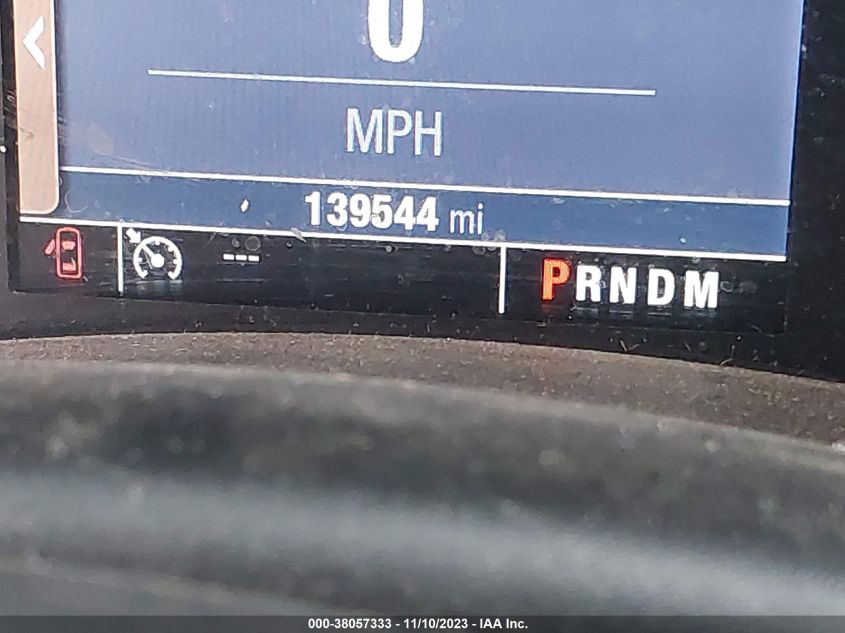 0
MPH
139544 mi
---
PRNDM
000-38057333 - 11/10/2023 - IAA Inc.